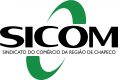 SICOM
SINDICATO DO COMÉRCIO DA REGIÃO DE CHAPECÓ